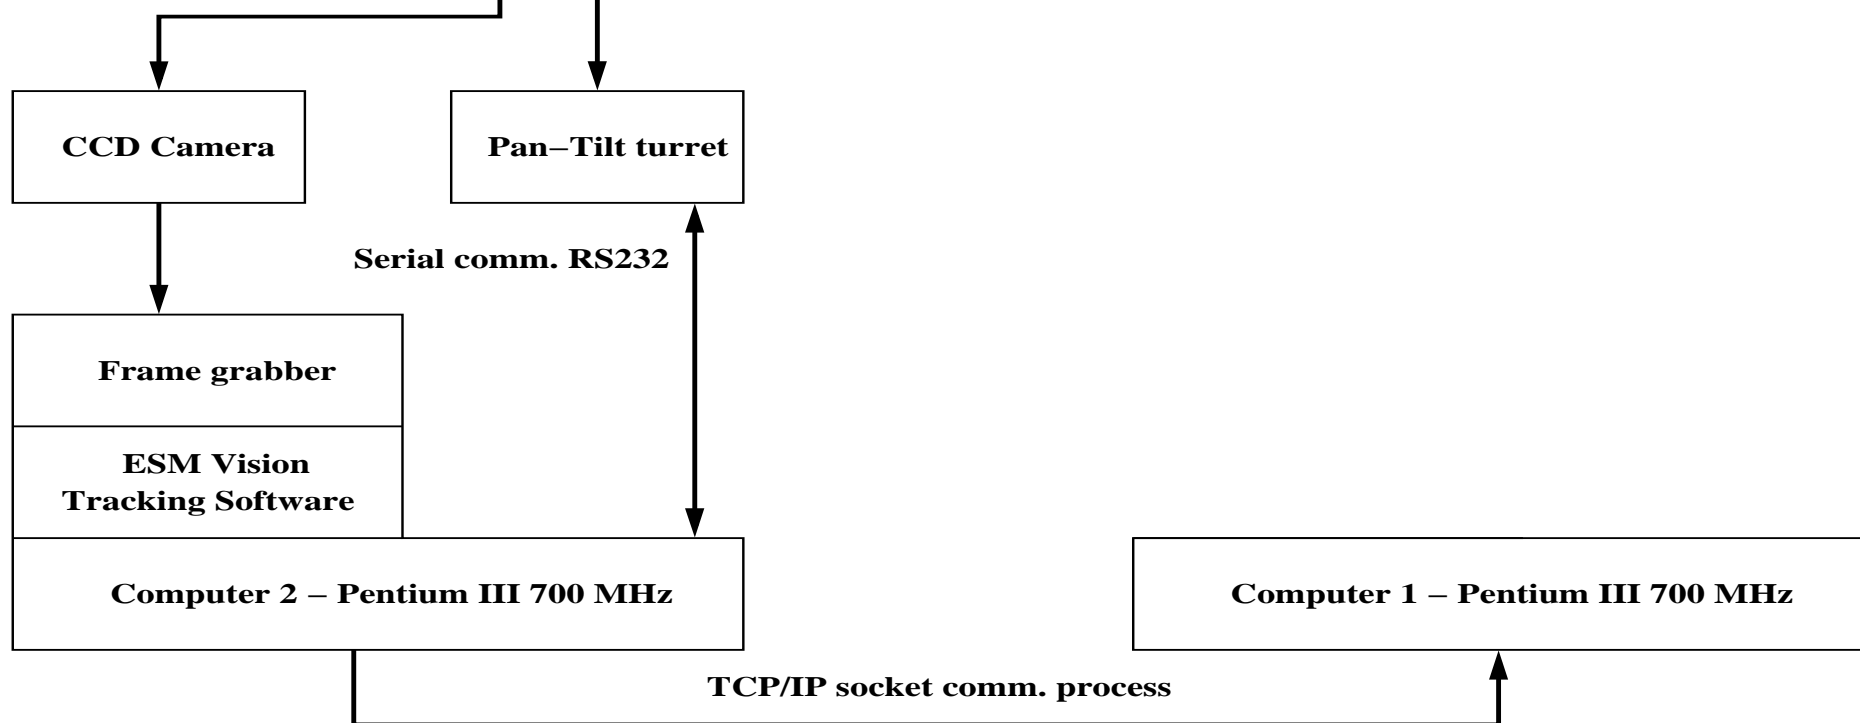 CCD Camera
Pan−Tilt turret
Serial comm. RS232
Frame grabber
ESM Vision
Tracking Software
Computer 2 − Pentium III 700 MHz
Computer 1 − Pentium III 700 MHz
TCP/IP socket comm. process